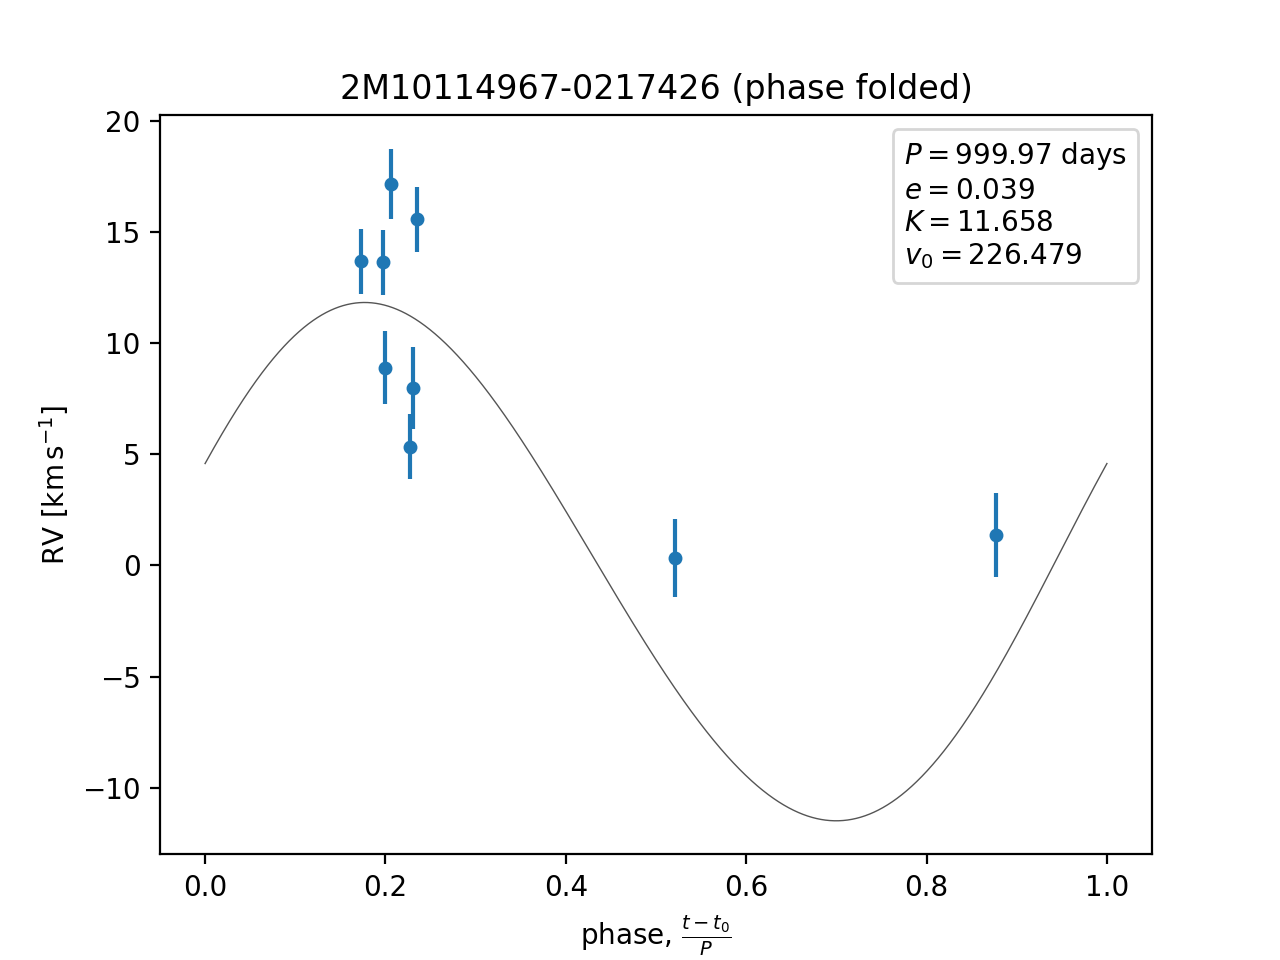 2M10114967-0217426 (phase folded)
P = 999.97 days
e = 0.039
K = 11.658
v₀ = 226.479
20
15
10
5
0
−5
−10
RV [km s⁻¹]
0.0 0.2 0.4 0.6 0.8 1.0
phase, (t − t₀)/P